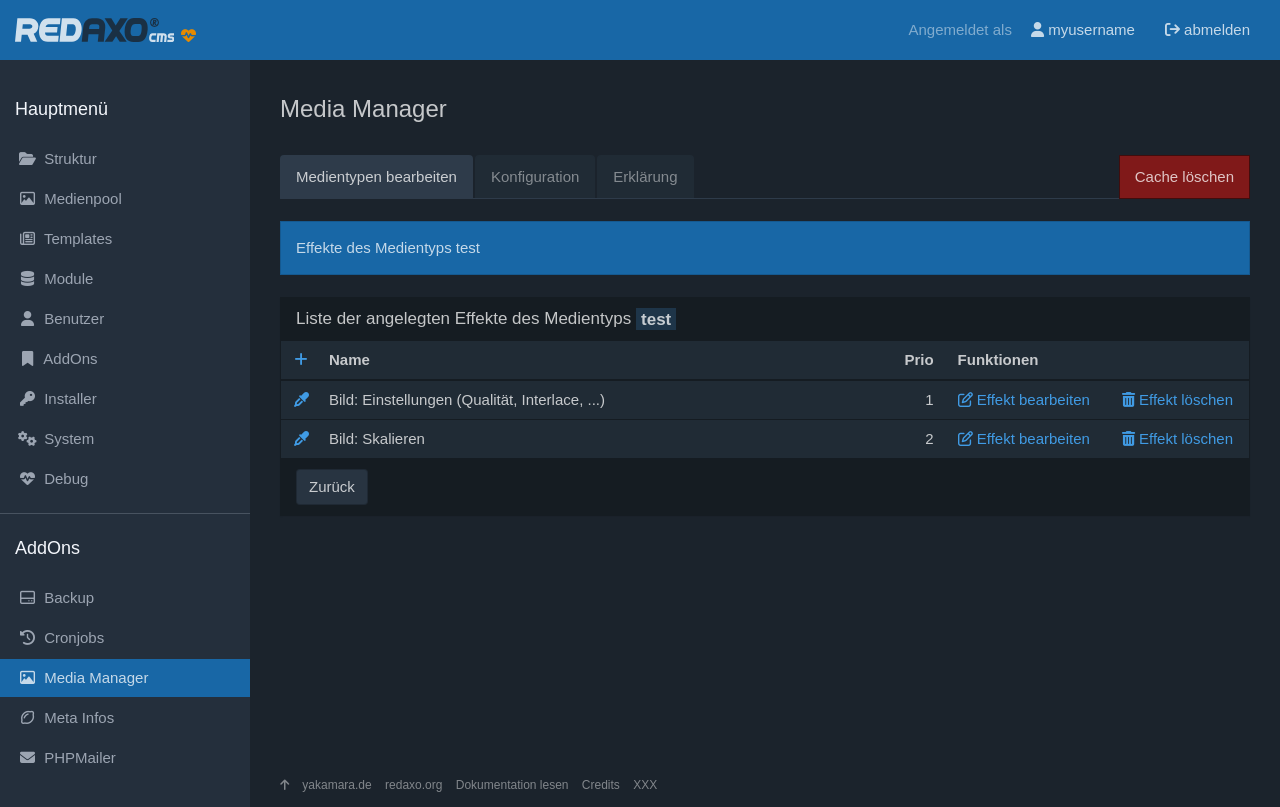 REDAXO® cms
Angemeldet als myusername abmelden
Hauptmenü
Struktur
Medienpool
Templates
Module
Benutzer
AddOns
Installer
System
Debug
AddOns
Backup
Cronjobs
Media Manager
Meta Infos
PHPMailer
Media Manager
Medientypen bearbeiten Konfiguration Erklärung Cache löschen
Effekte des Medientyps test
Liste der angelegten Effekte des Medientyps test
Name Prio Funktionen
Bild: Einstellungen (Qualität, Interlace, ...) 1 Effekt bearbeiten Effekt löschen
Bild: Skalieren 2 Effekt bearbeiten Effekt löschen
Zurück
yakamara.de redaxo.org Dokumentation lesen Credits XXX